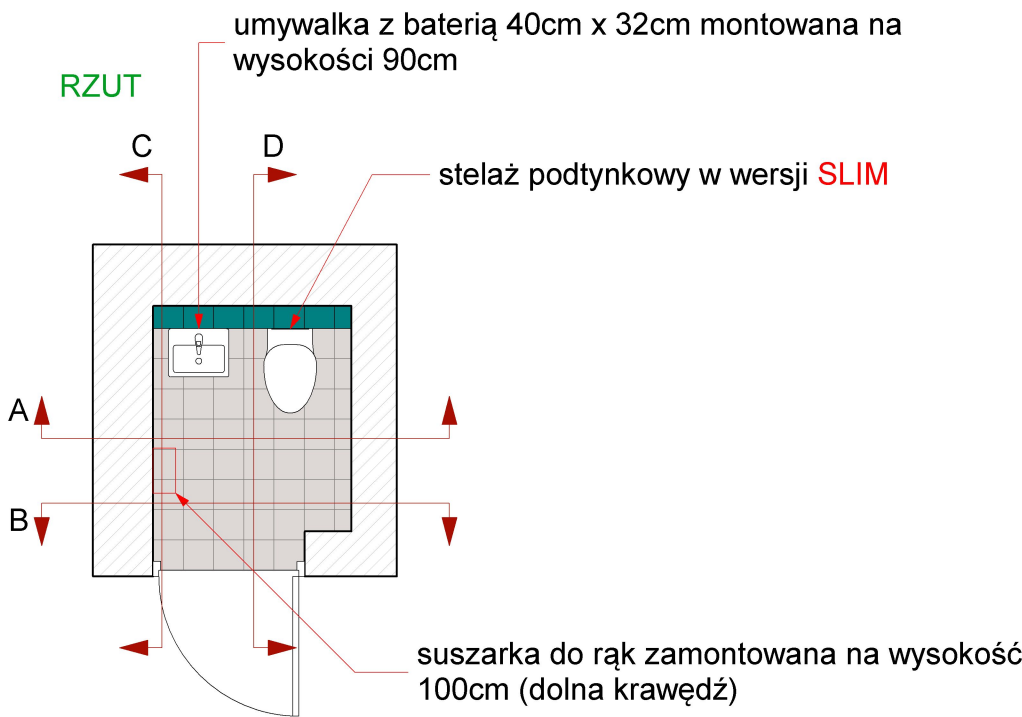 umywalka z baterią 40cm x 32cm montowana na
wysokości 90cm
RZUT
C
D
stelaż podtynkowy w wersji SLIM
A
B
suszarka do rąk zamontowana na wysokość
100cm (dolna krawędź)